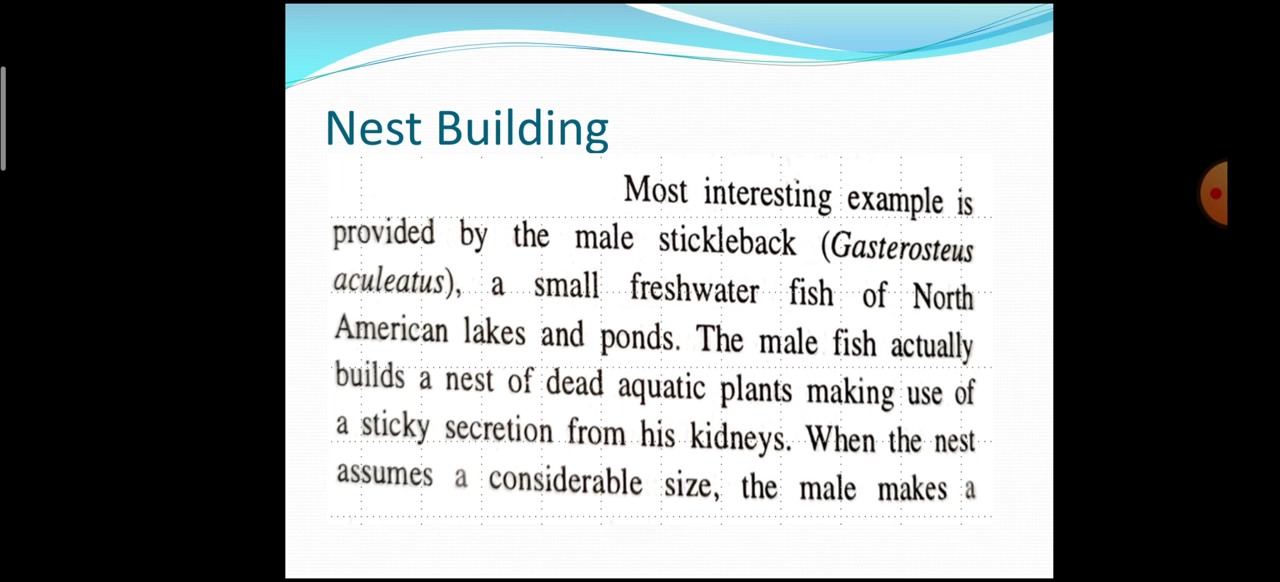 Nest Building
Most interesting example is
provided by the male stickleback (Gasterosteus
aculeatus), a small freshwater fish of North
American lakes and ponds. The male fish actually
builds a nest of dead aquatic plants making use of
a sticky secretion from his kidneys. When the nest
assumes a considerable size, the male makes a